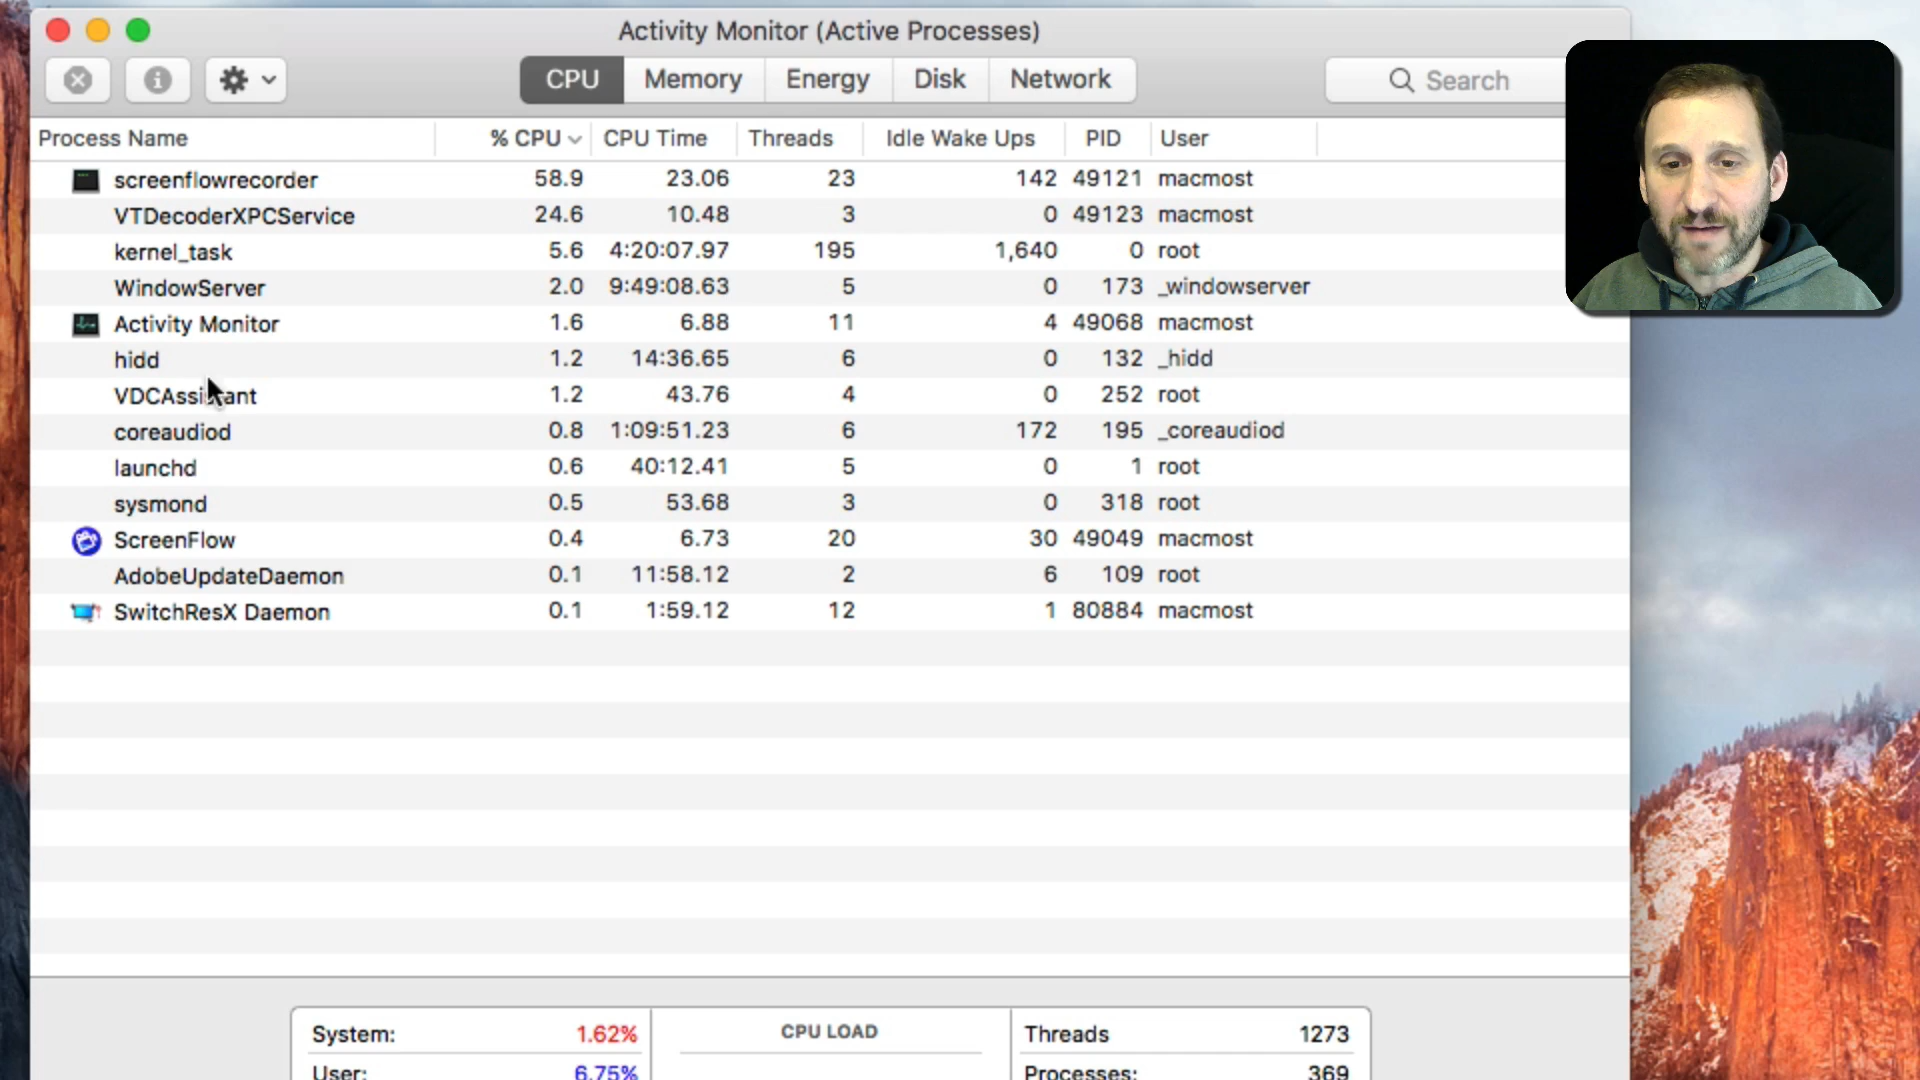 Activity Monitor (Active Processes)
CPU Memory Energy Disk Network Search
Process Name % CPU CPU Time Threads Idle Wake Ups PID User
screenflowrecorder 58.9 23.06 23 142 49121 macmost
VTDecoderXPCService 24.6 10.48 3 0 49123 macmost
kernel_task 5.6 4:20:07.97 195 1,640 0 root
WindowServer 2.0 9:49:08.63 5 0 173 _windowserver
Activity Monitor 1.6 6.88 11 4 49068 macmost
hidd 1.2 14:36.65 6 0 132 _hidd
VDCAssistant 1.2 43.76 4 0 252 root
coreaudiod 0.8 1:09:51.23 6 172 195 _coreaudiod
launchd 0.6 40:12.41 5 0 1 root
sysmond 0.5 53.68 3 0 318 root
ScreenFlow 0.4 6.73 20 30 49049 macmost
AdobeUpdateDaemon 0.1 11:58.12 2 6 109 root
SwitchResX Daemon 0.1 1:59.12 12 1 80884 macmost
System: 1.62% CPU LOAD Threads 1273
User: 6.75% Processes: 369